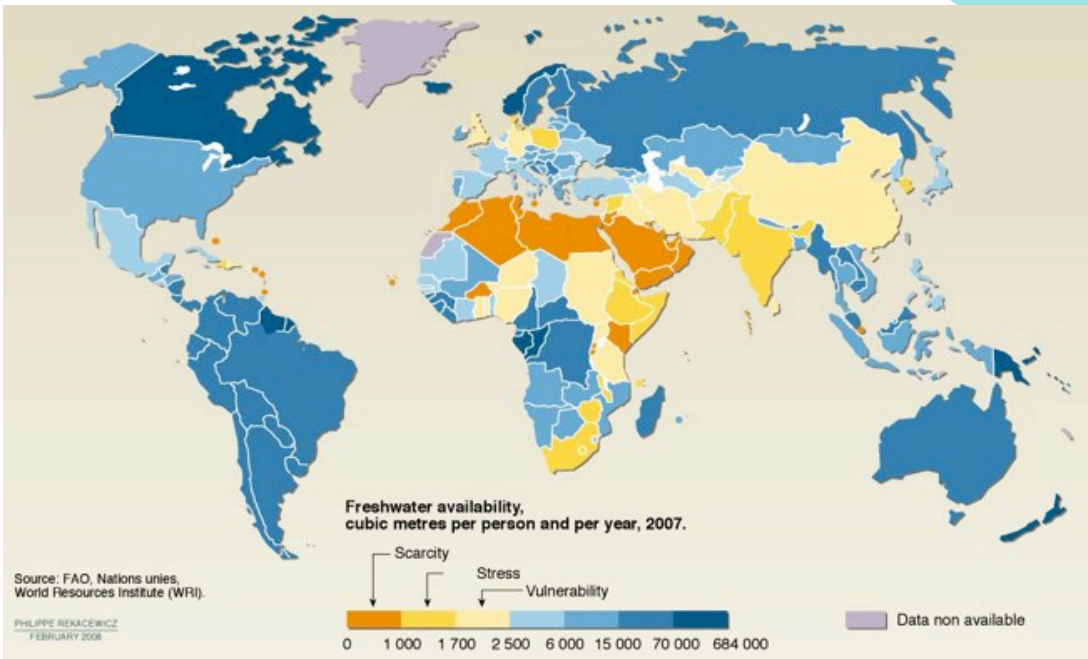 Freshwater availability,
cubic metres per person and per year, 2007.
Scarcity
Stress
Vulnerability
0 1 000 1 700 2 500 6 000 15 000 70 000 684 000
Data non available
Source: FAO, Nations unies,
World Resources Institute (WRI).
PHILIPPE REKACEWICZ
FEBRUARY 2008